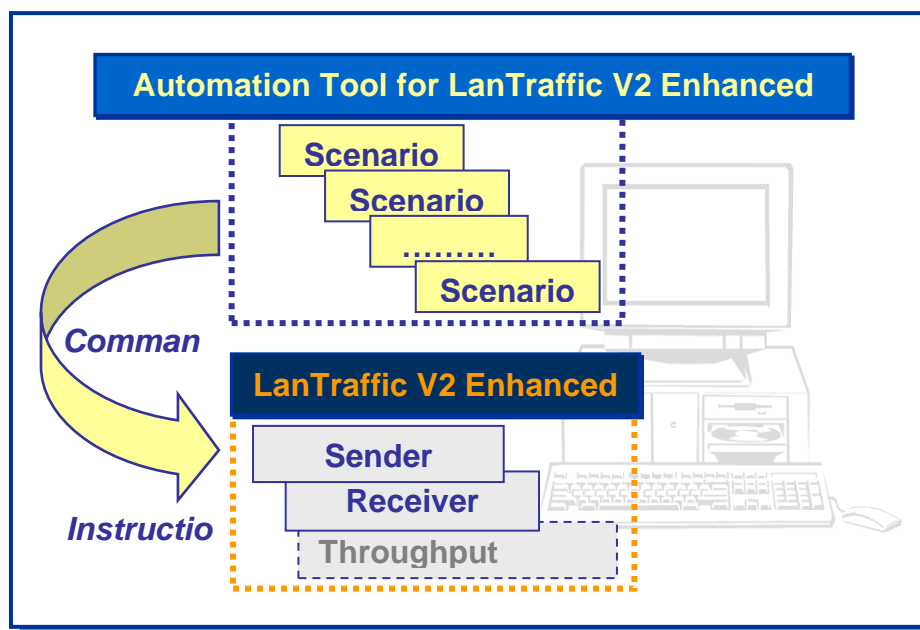 Automation Tool for LanTraffic V2 Enhanced
Scenario
Scenario
.........
Scenario
Comman
LanTraffic V2 Enhanced
Sender
Receiver
Instructio
Throughput